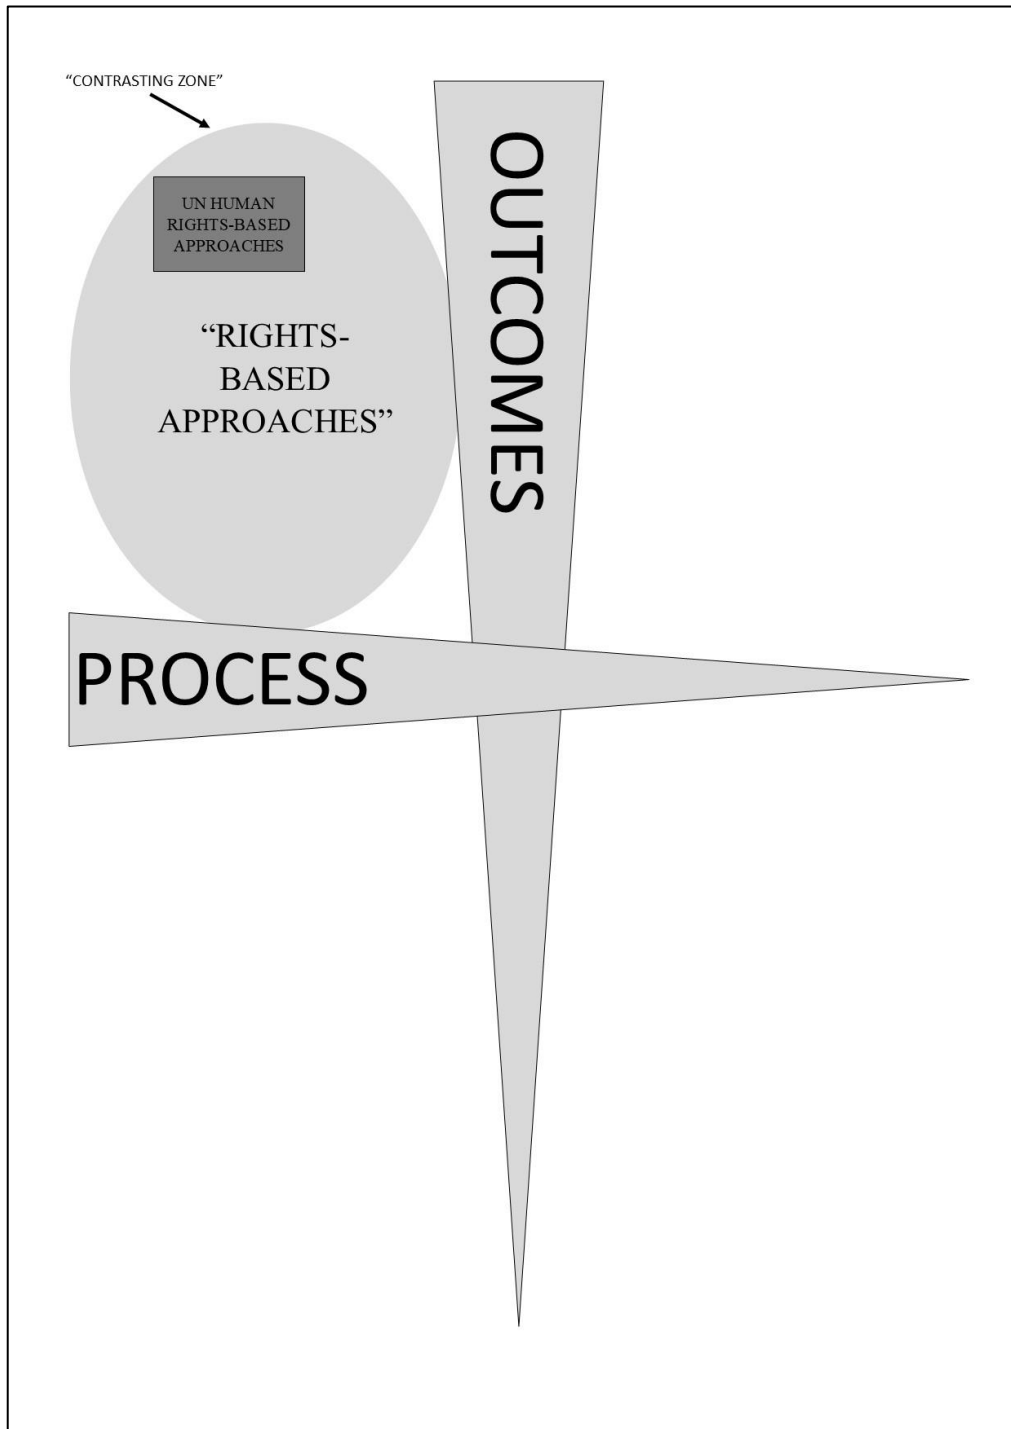 “CONTRASTING ZONE”
UN HUMAN
RIGHTS-BASED
APPROACHES
“RIGHTS-
BASED
APPROACHES”
OUTCOMES
PROCESS